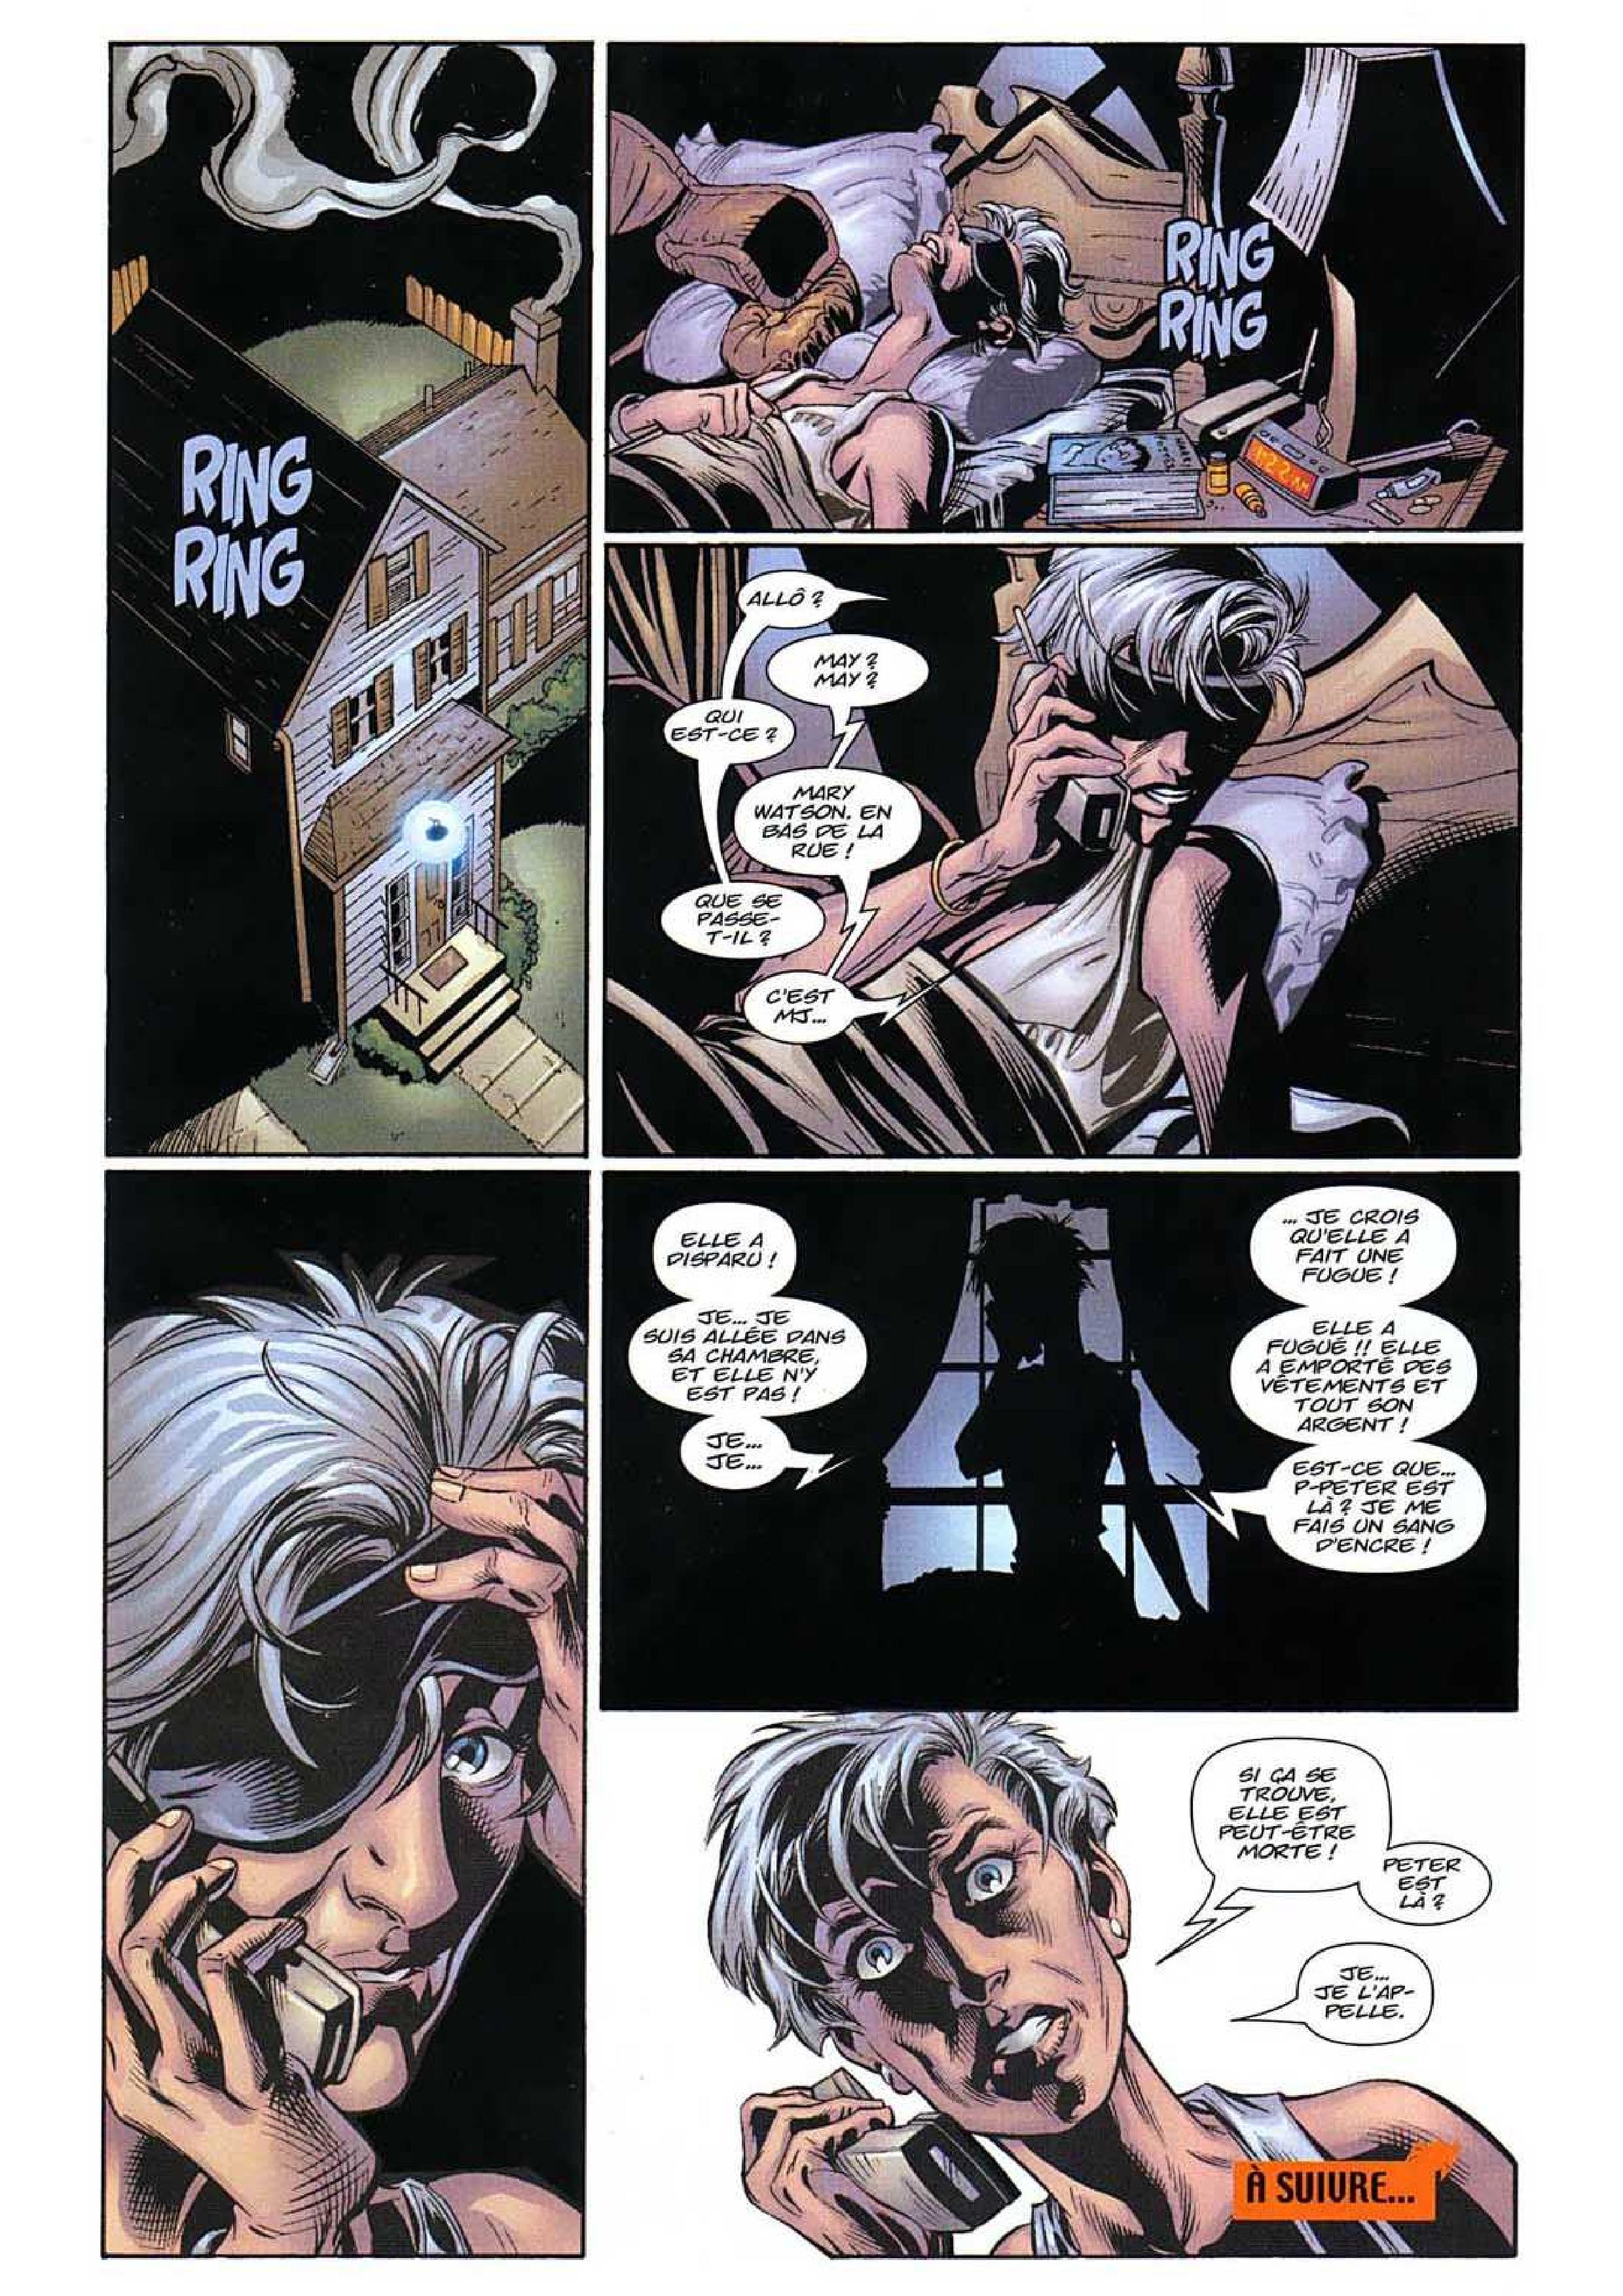 RING
RING
RING
RING
ALLÔ ?
MAY ?
MAY ?
QUI
EST-CE ?
MARY
WATSON. EN
BAS DE LA
RUE !
QUE SE
PASSE-
T-IL ?
C'EST
MJ...
ELLE A
DISPARU !
JE... JE
SUIS ALLÉE DANS
SA CHAMBRE,
ET ELLE N'Y
EST PAS !
JE...
JE...
... JE CROIS
QU'ELLE A
FAIT UNE
FUGUE !
ELLE A
FUGUÉ !! ELLE
A EMPORTÉ DES
VÊTEMENTS ET
TOUT SON
ARGENT !
EST-CE QUE...
P-PETER EST
LÀ ? JE ME
FAIS UN SANG
D'ENCRE !
SI ÇA SE
TROUVE,
ELLE EST
PEUT-ÊTRE
MORTE !
PETER
EST
LÀ ?
JE...
JE L'AP-
PELLE.
À SUIVRE...